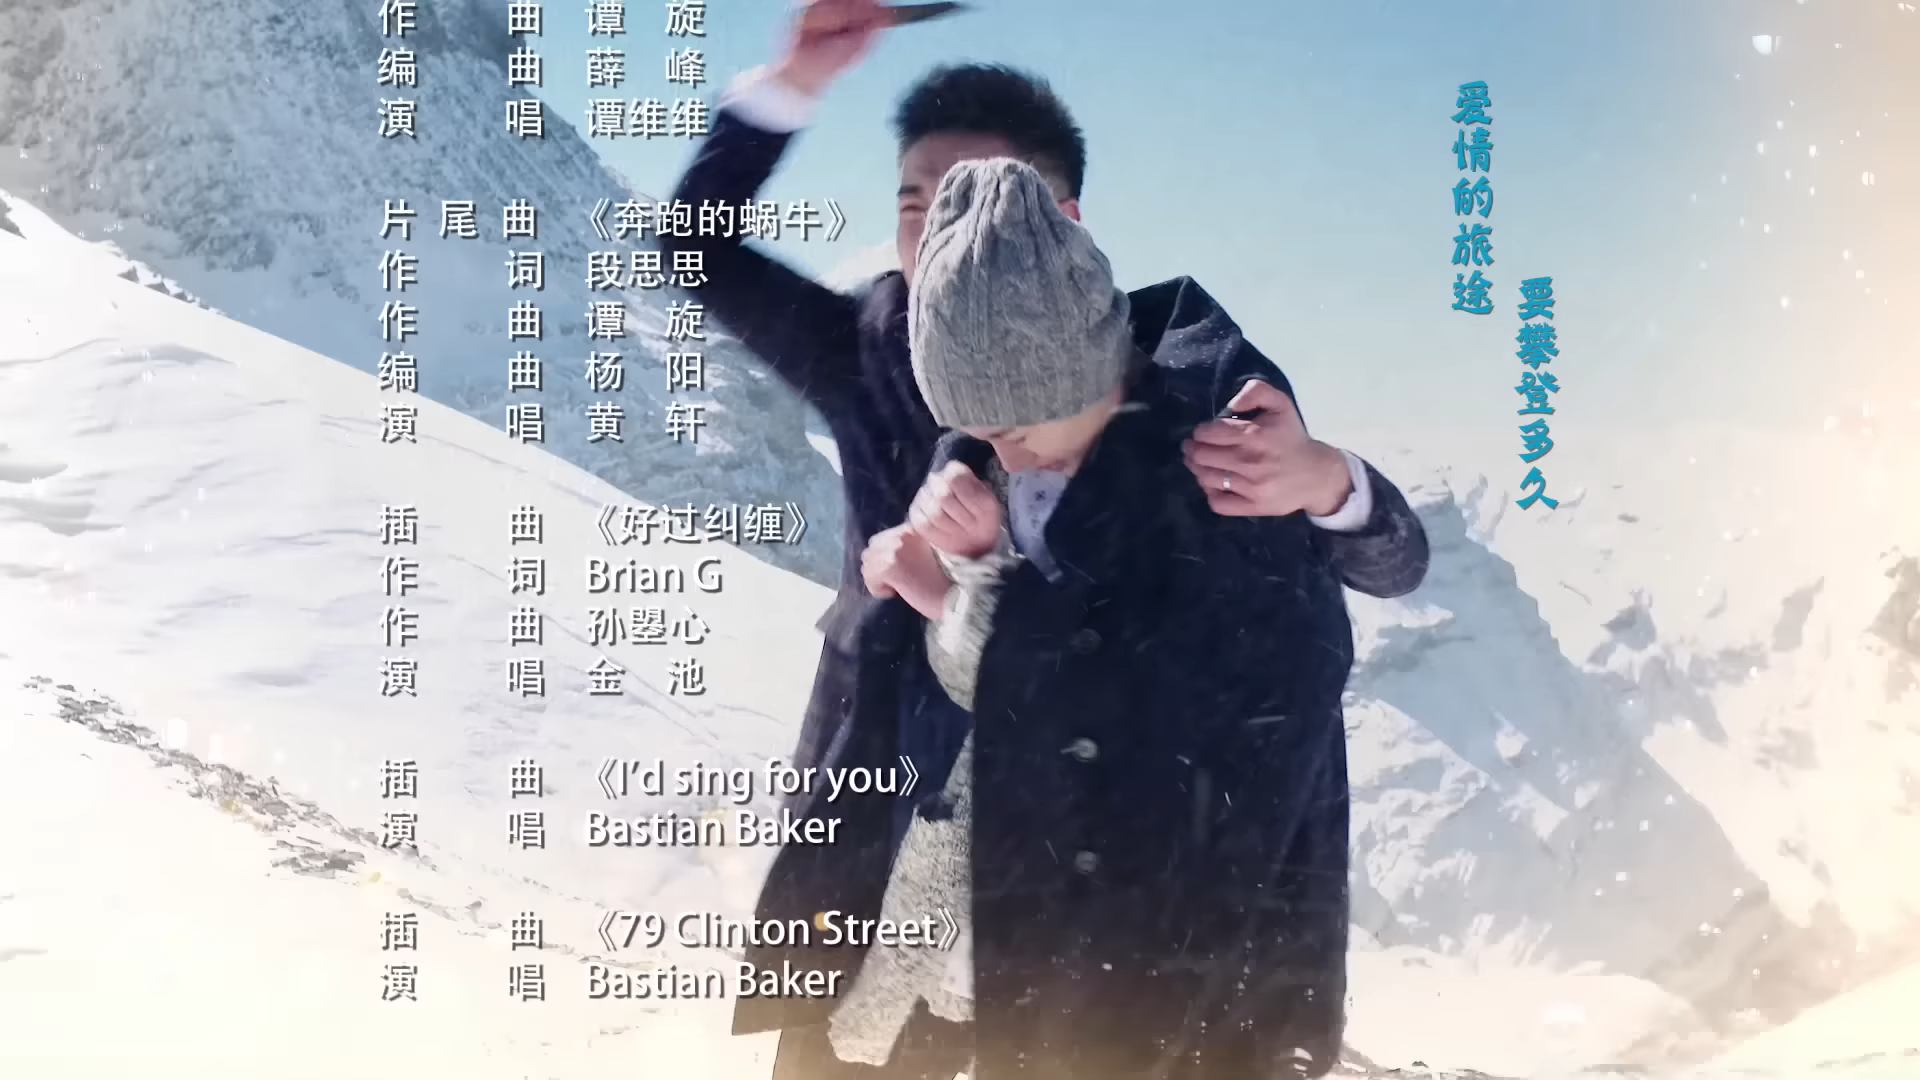 作曲 谭旋
编曲 薛峰
演唱 谭维维
片尾曲 《奔跑的蜗牛》
作词 段思思
作曲 谭旋
编曲 杨阳
演唱 黄轩
插曲 《好过纠缠》
作词 Brian G
作曲 孙曌心
演唱 金池
插曲 《I'd sing for you》
演唱 Bastian Baker
插曲 《79 Clinton Street》
演唱 Bastian Baker
爱情的旅途
要攀登多久